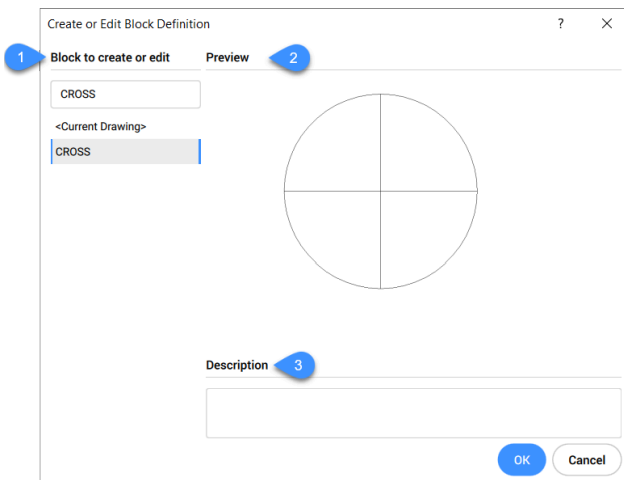 Create or Edit Block Definition ? ×
1 Block to create or edit
Preview 2
CROSS
<Current Drawing>
CROSS
Description 3
OK Cancel